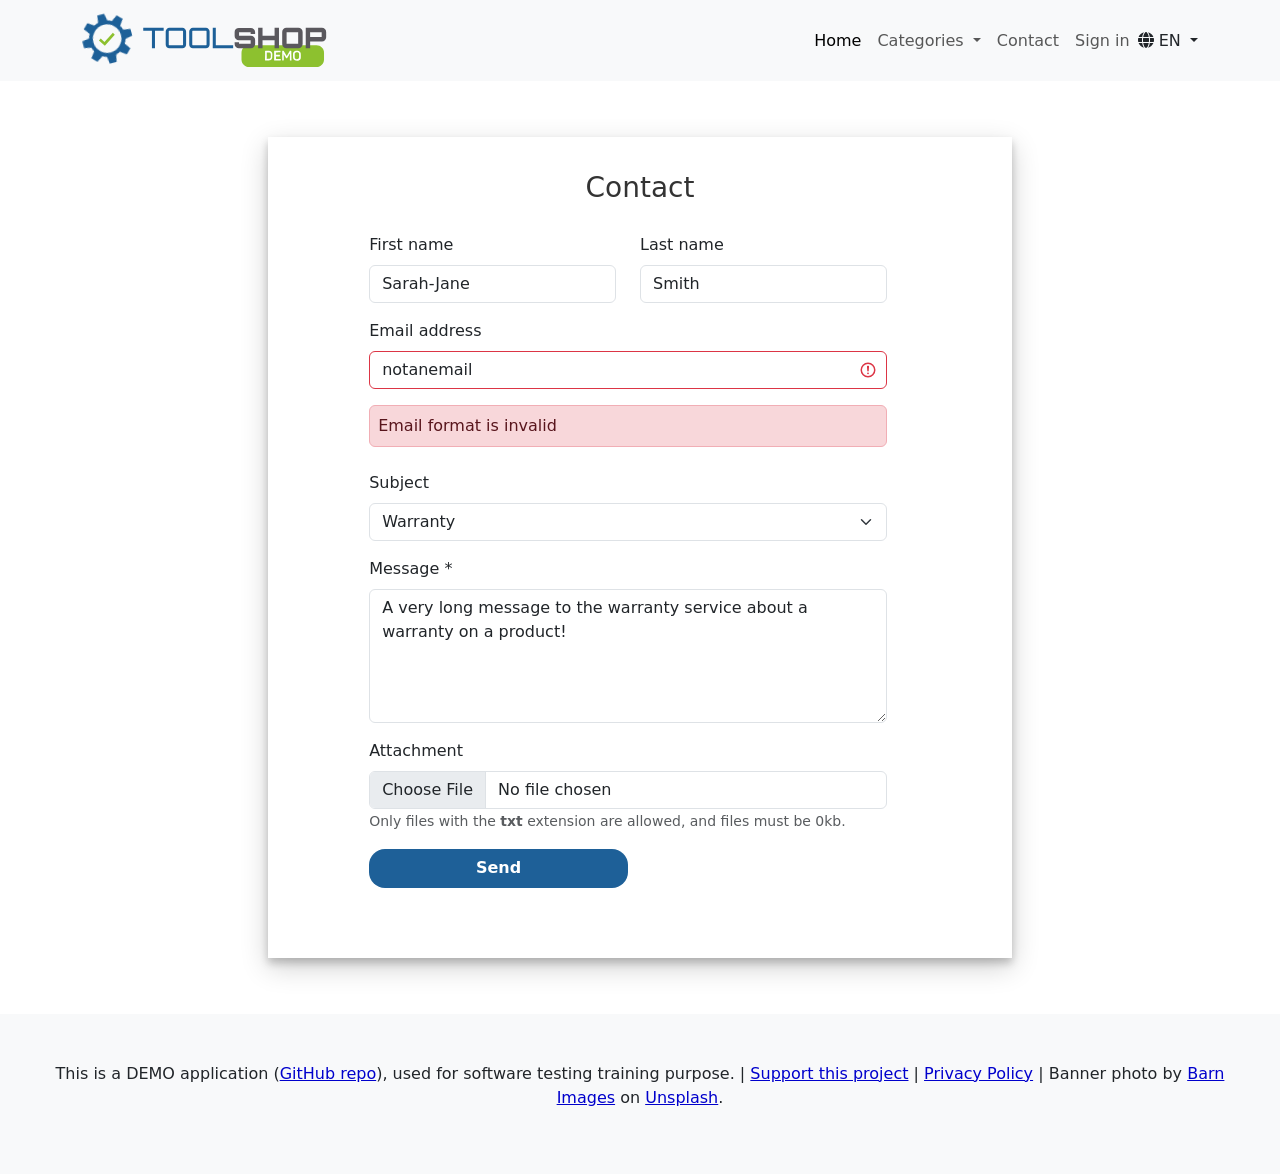 TOOLSHOP
DEMO
Home Categories Contact Sign in EN
Contact
First name Last name
Sarah-Jane Smith
Email address
notanemail
Email format is invalid
Subject
Warranty
Message *
A very long message to the warranty service about a
warranty on a product!
Attachment
Choose File No file chosen
Only files with the txt extension are allowed, and files must be 0kb.
Send
This is a DEMO application (GitHub repo), used for software testing training purpose. | Support this project | Privacy Policy | Banner photo by Barn
Images on Unsplash.